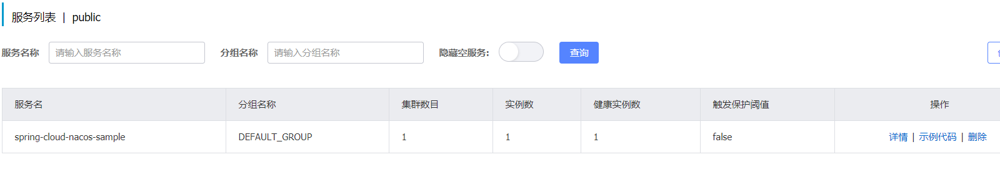 服务列表 | public
服务名称 请输入服务名称 分组名称 请输入分组名称 隐藏空服务: 查询
服务名 分组名称 集群数目 实例数 健康实例数 触发保护阈值 操作
spring-cloud-nacos-sample DEFAULT_GROUP 1 1 1 false 详情 | 示例代码 | 删除